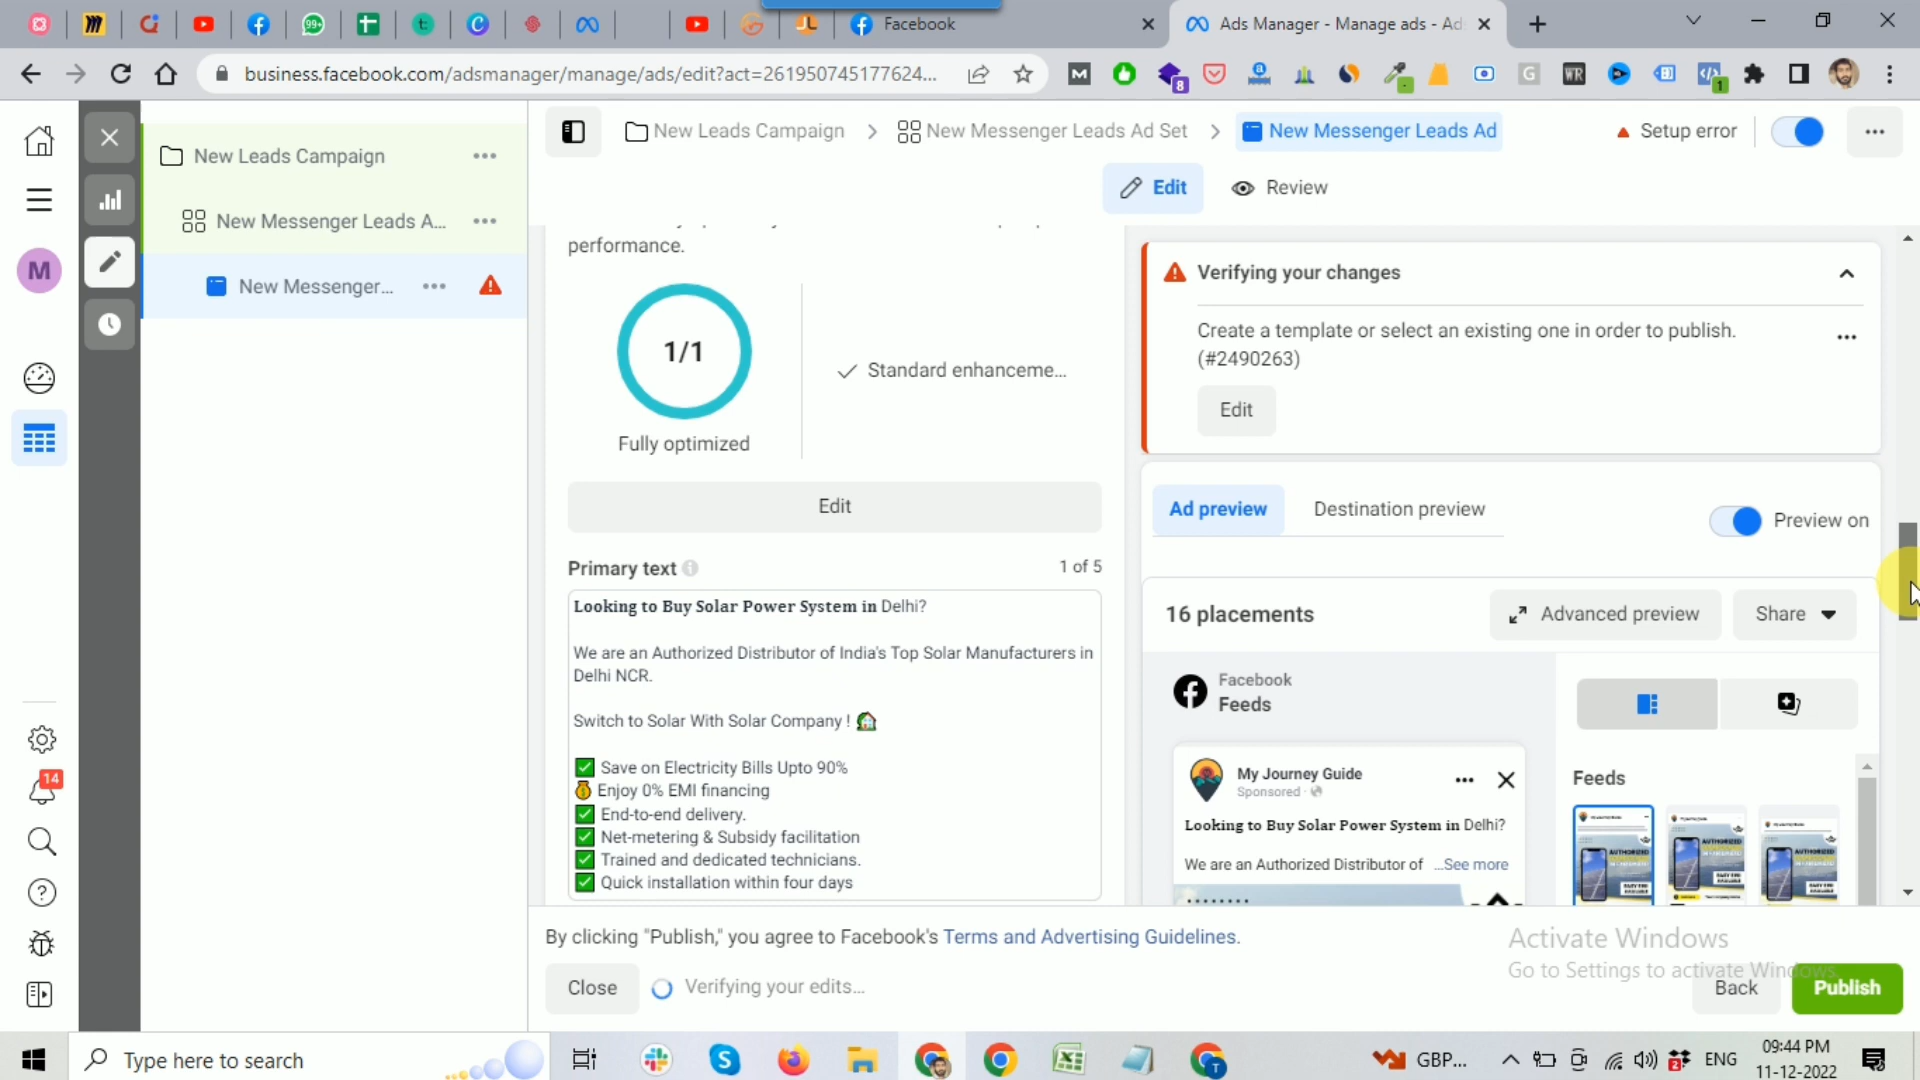 Facebook
Ads Manager - Manage ads - Ad
business.facebook.com/adsmanager/manage/ads/edit?act=261950745177624...
New Leads Campaign
New Messenger Leads A...
New Messenger...
M
14
New Leads Campaign > New Messenger Leads Ad Set > New Messenger Leads Ad
Setup error
Edit
Review
performance.
1/1
Fully optimized
Standard enhanceme...
Edit
Primary text
1 of 5
Looking to Buy Solar Power System in Delhi?
We are an Authorized Distributor of India's Top Solar Manufacturers in
Delhi NCR.
Switch to Solar With Solar Company !
Save on Electricity Bills Upto 90%
Enjoy 0% EMI financing
End-to-end delivery.
Net-metering & Subsidy facilitation
Trained and dedicated technicians.
Quick installation within four days
Verifying your changes
Create a template or select an existing one in order to publish.
(#2490263)
Edit
Ad preview
Destination preview
Preview on
16 placements
Advanced preview
Share
Facebook
Feeds
My Journey Guide
Sponsored ·
Looking to Buy Solar Power System in Delhi?
We are an Authorized Distributor of ...See more
Feeds
By clicking "Publish," you agree to Facebook's Terms and Advertising Guidelines.
Close
Verifying your edits...
Activate Windows
Go to Settings to activate Windows.
Back
Publish
Type here to search
GBP...
ENG
09:44 PM
11-12-2022